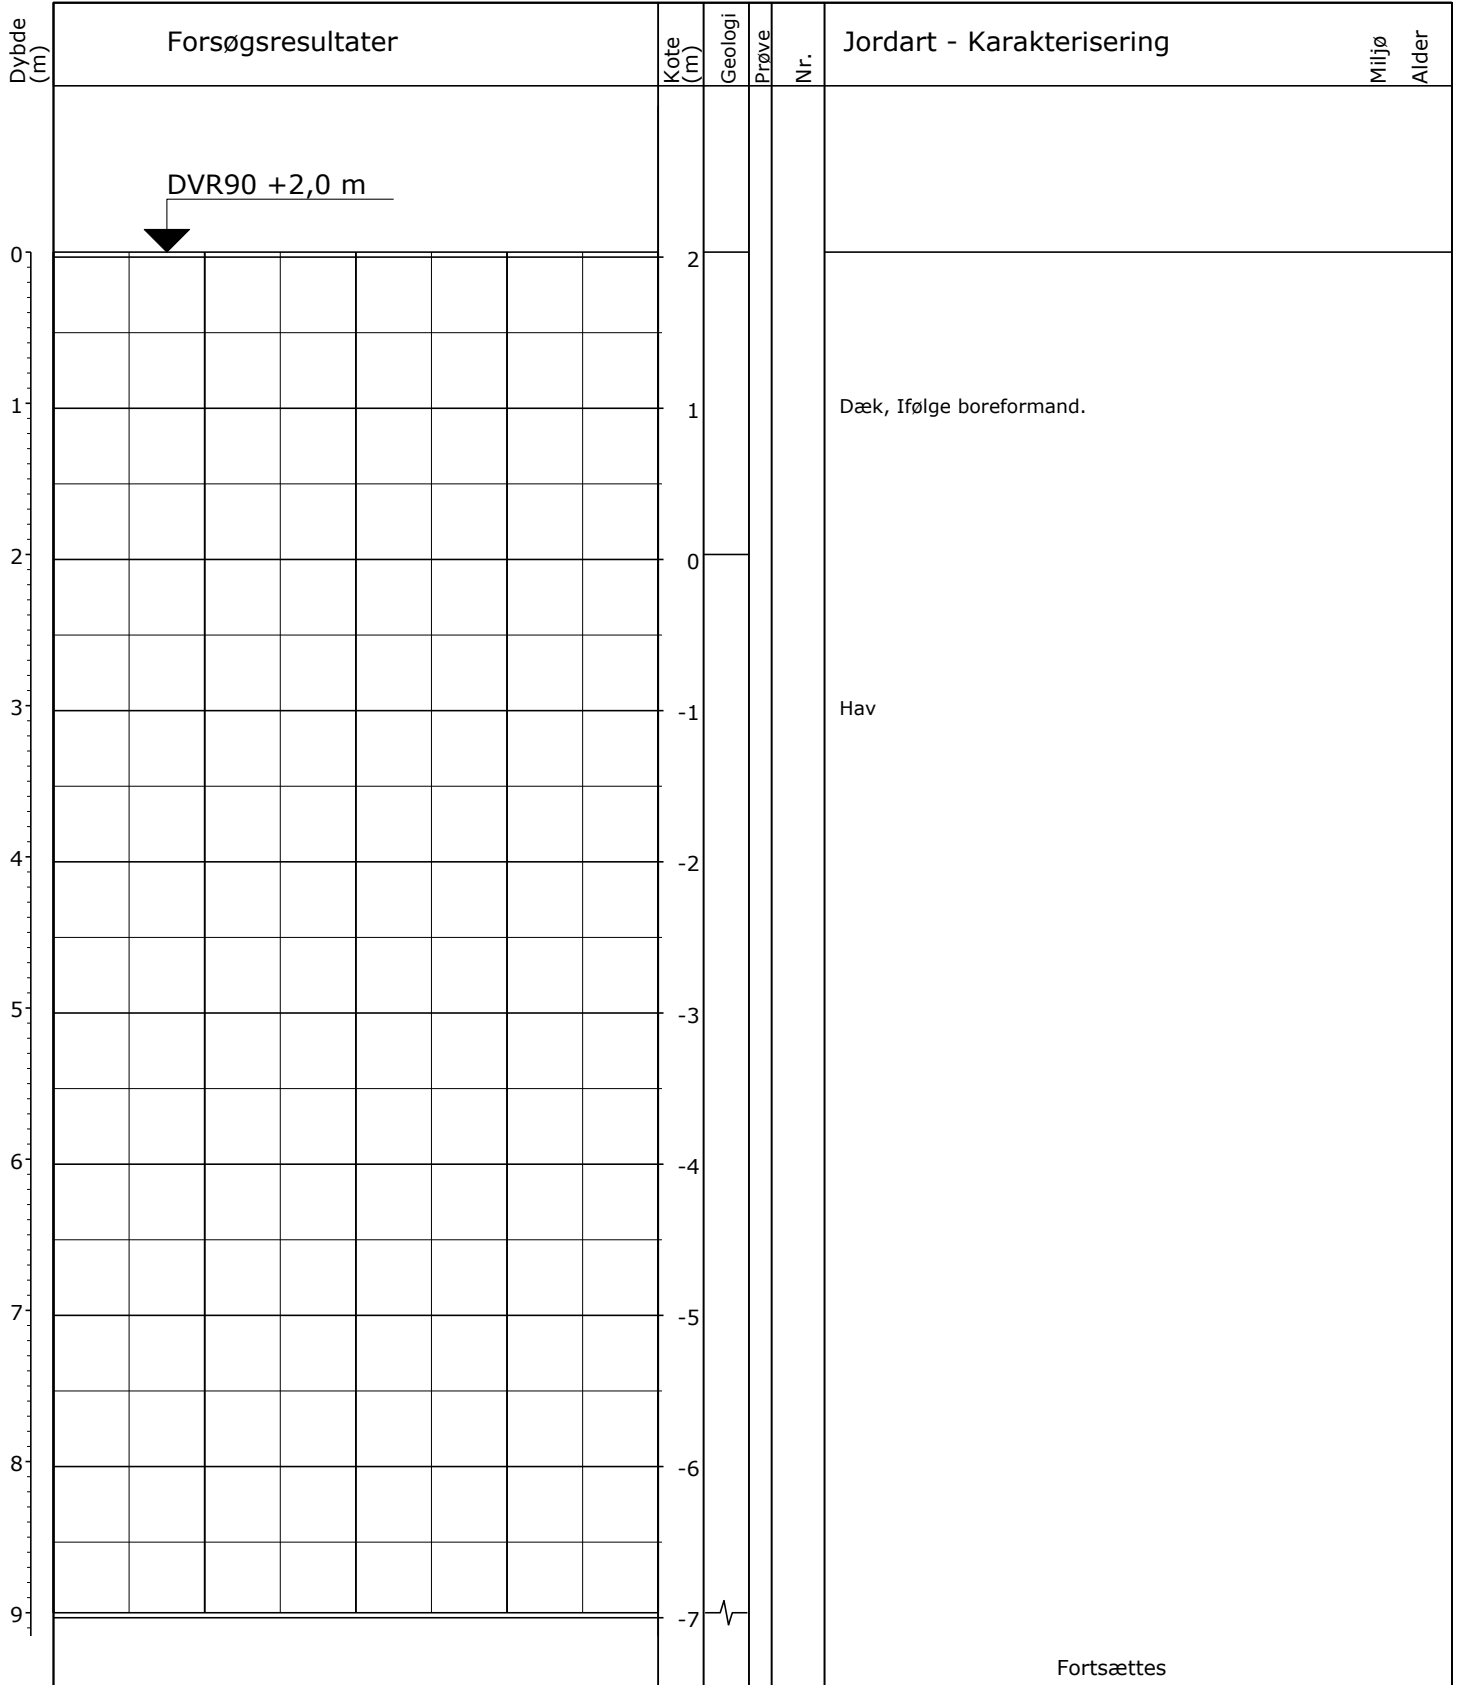 Dybde
(m)
Forsøgsresultater
Kote
(m)
Geologi
Prøve
Nr.
Jordart - Karakterisering
Miljø
Alder
DVR90 +2,0 m
0
2
1
1
Dæk, Ifølge boreformand.
2
0
3
-1
Hav
4
-2
5
-3
6
-4
7
-5
8
-6
9
-7
Fortsættes